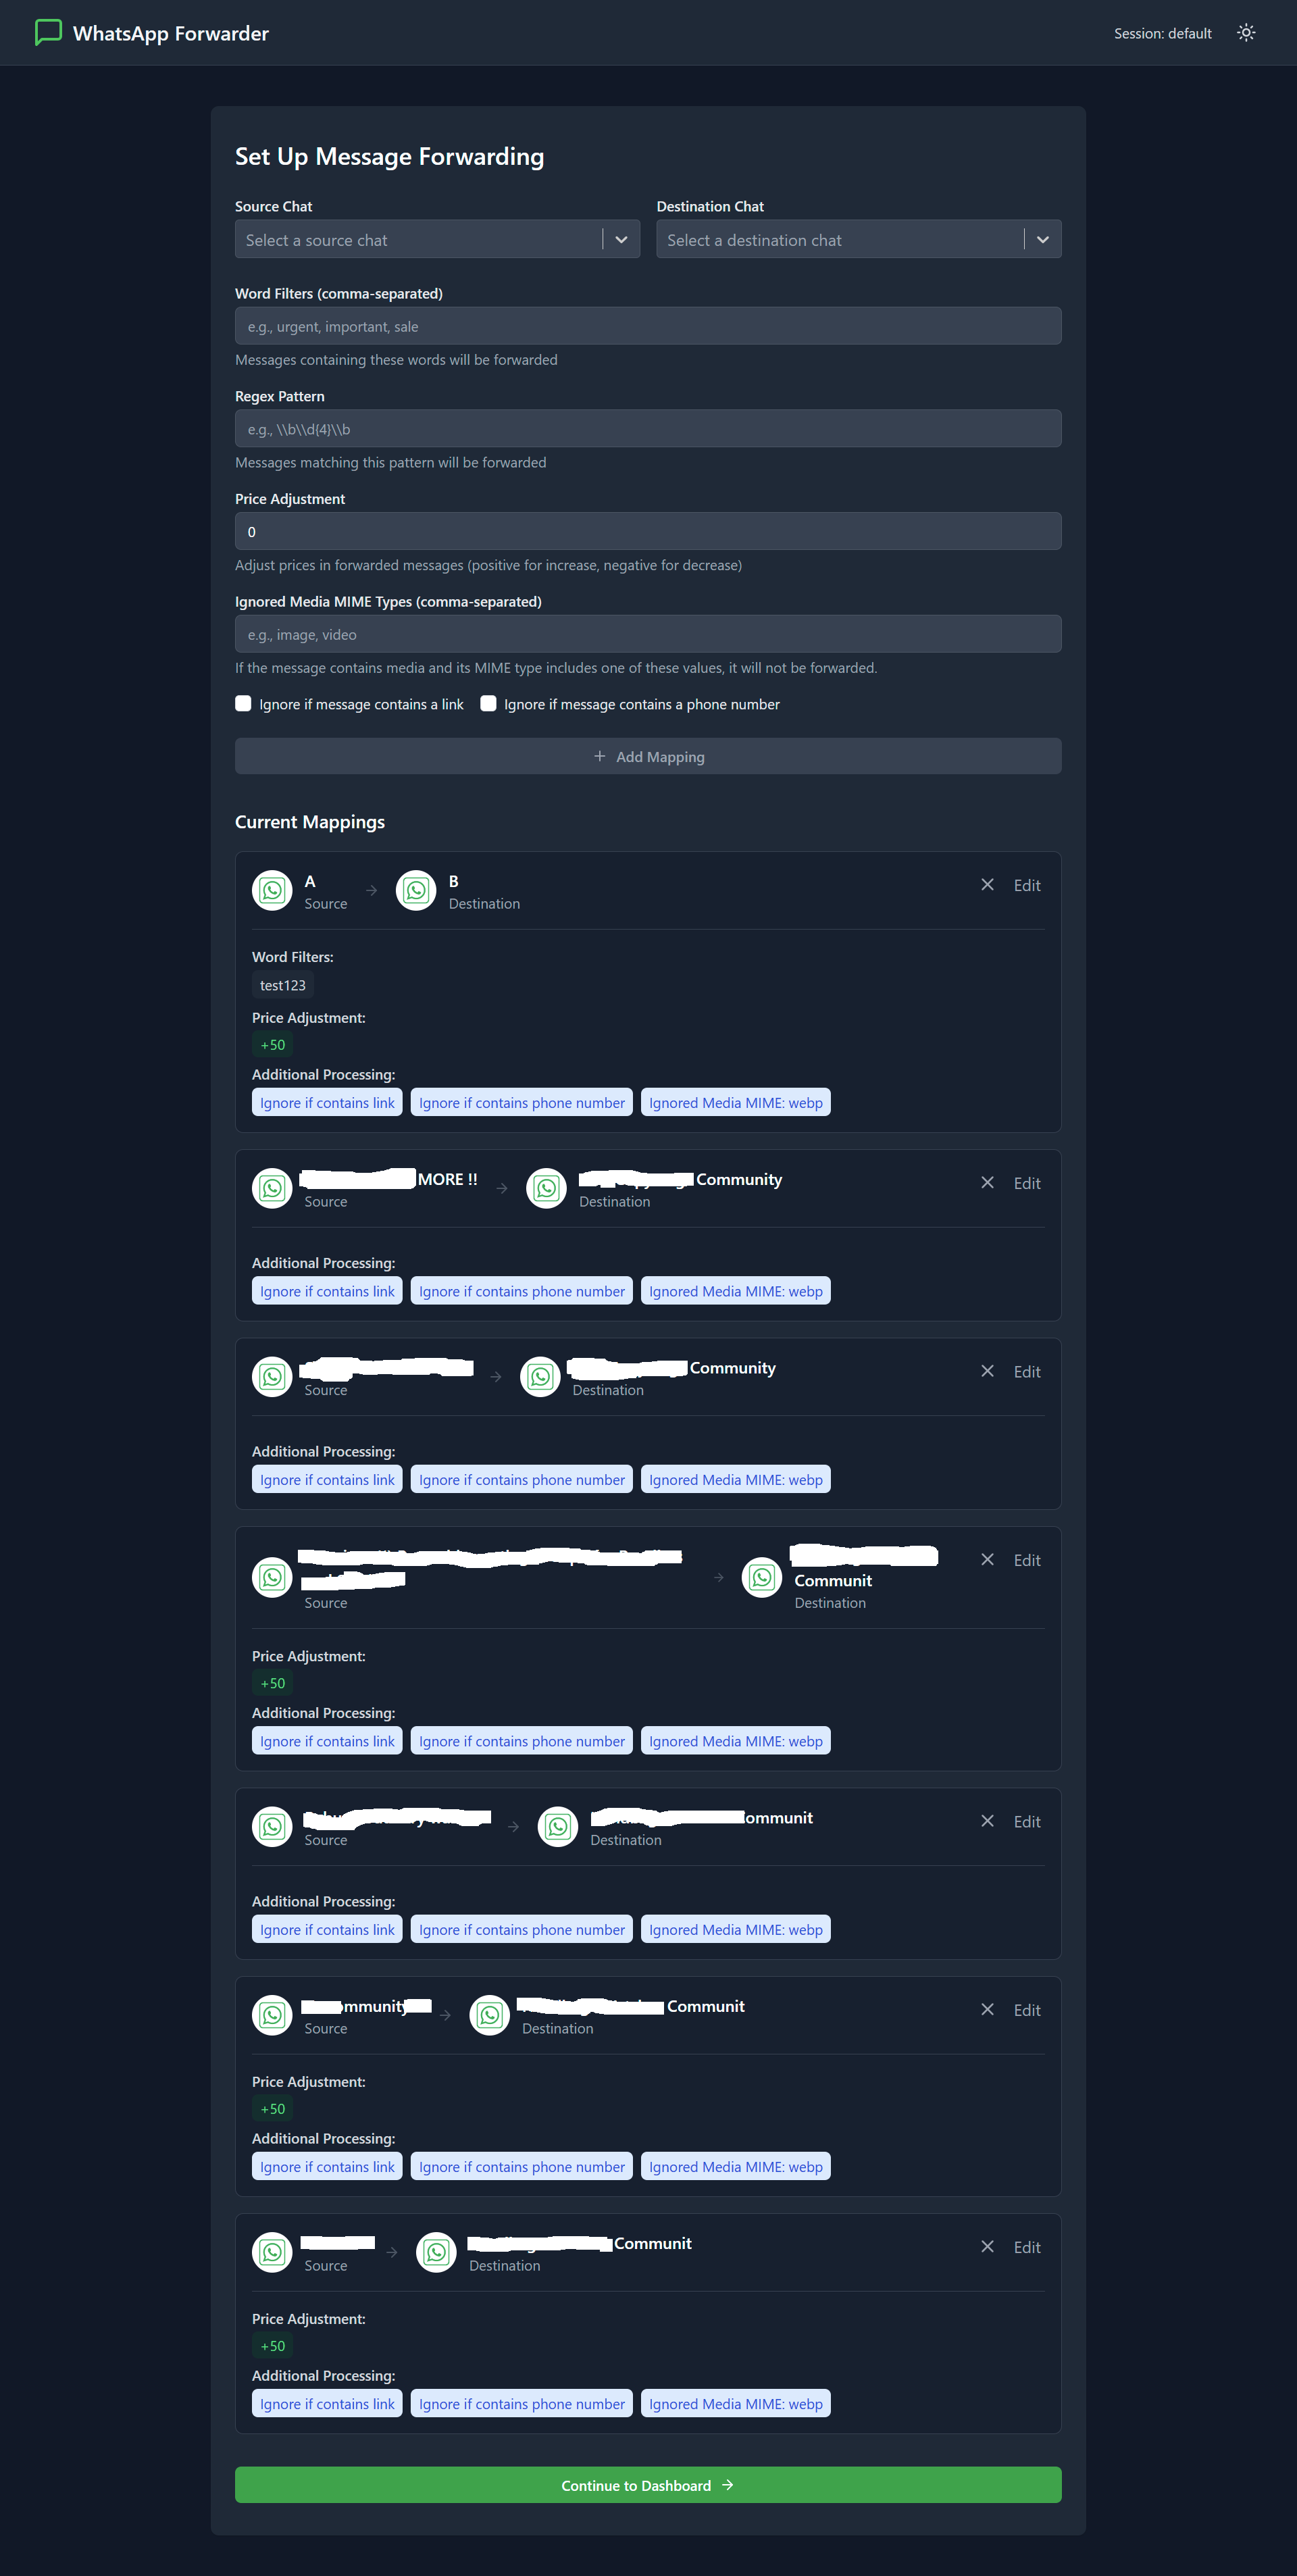 WhatsApp Forwarder
Session: default
Set Up Message Forwarding
Source Chat
Destination Chat
Select a source chat
Select a destination chat
Word Filters (comma-separated)
e.g., urgent, important, sale
Messages containing these words will be forwarded
Regex Pattern
e.g., \\b\\d{4}\\b
Messages matching this pattern will be forwarded
Price Adjustment
0
Adjust prices in forwarded messages (positive for increase, negative for decrease)
Ignored Media MIME Types (comma-separated)
e.g., image, video
If the message contains media and its MIME type includes one of these values, it will not be forwarded.
Ignore if message contains a link
Ignore if message contains a phone number
+ Add Mapping
Current Mappings
A
Source
→
B
Destination
Edit
Word Filters:
test123
Price Adjustment:
+50
Additional Processing:
Ignore if contains link
Ignore if contains phone number
Ignored Media MIME: webp
MORE !!
Source
→
Community
Destination
Edit
Additional Processing:
Ignore if contains link
Ignore if contains phone number
Ignored Media MIME: webp
Source
→
Community
Destination
Edit
Additional Processing:
Ignore if contains link
Ignore if contains phone number
Ignored Media MIME: webp
Source
→
Communit
Destination
Edit
Price Adjustment:
+50
Additional Processing:
Ignore if contains link
Ignore if contains phone number
Ignored Media MIME: webp
Source
→
ommunit
Destination
Edit
Additional Processing:
Ignore if contains link
Ignore if contains phone number
Ignored Media MIME: webp
mmunity
Source
→
Communit
Destination
Edit
Price Adjustment:
+50
Additional Processing:
Ignore if contains link
Ignore if contains phone number
Ignored Media MIME: webp
Source
→
Communit
Destination
Edit
Price Adjustment:
+50
Additional Processing:
Ignore if contains link
Ignore if contains phone number
Ignored Media MIME: webp
Continue to Dashboard →